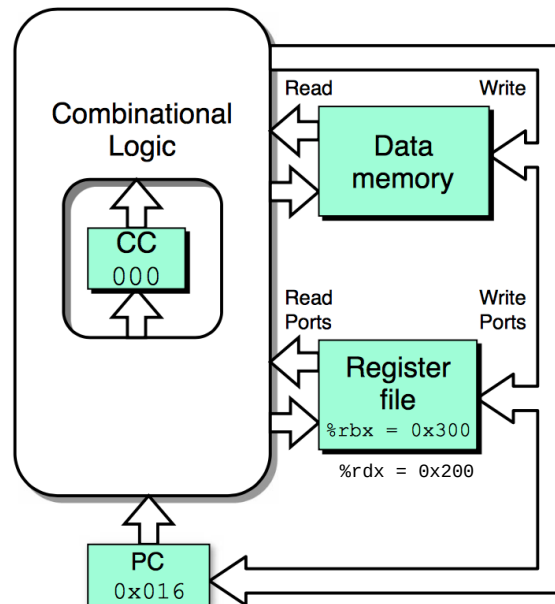 Combinational
Logic
CC
000
Read
Write
Data
memory
Read
Ports
Write
Ports
Register
file
%rbx = 0x300
%rdx = 0x200
PC
0x016